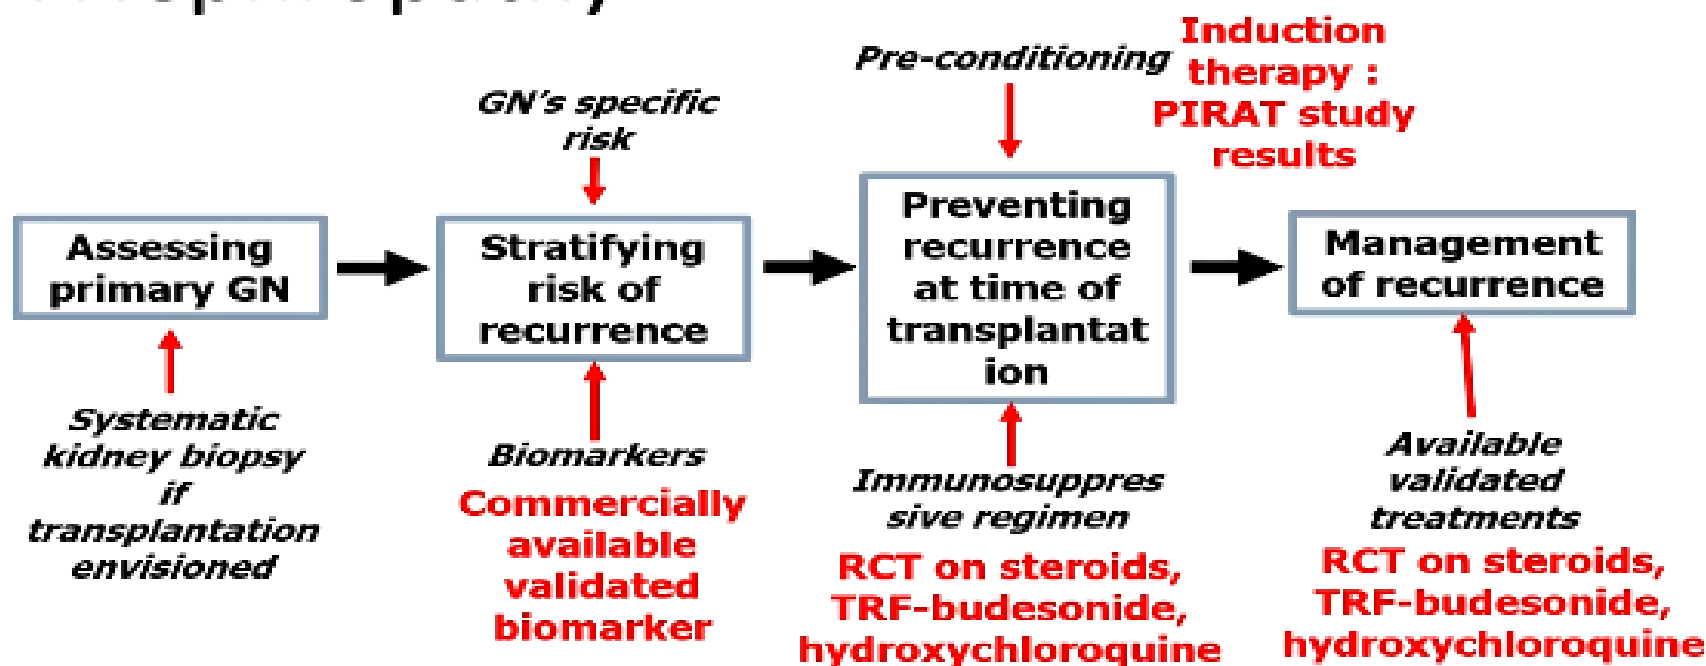 Pre-conditioning
Induction
therapy :
PIRAT study
results
GN's specific
risk
Assessing
primary GN
Stratifying
risk of
recurrence
Preventing
recurrence
at time of
transplantat
ion
Management
of recurrence
Systematic
kidney biopsy
if
transplantation
envisioned
Biomarkers
Commercially
available
validated
biomarker
Immunosuppres
sive regimen
RCT on steroids,
TRF-budesonide,
hydroxychloroquine
Available
validated
treatments
RCT on steroids,
TRF-budesonide,
hydroxychloroquine